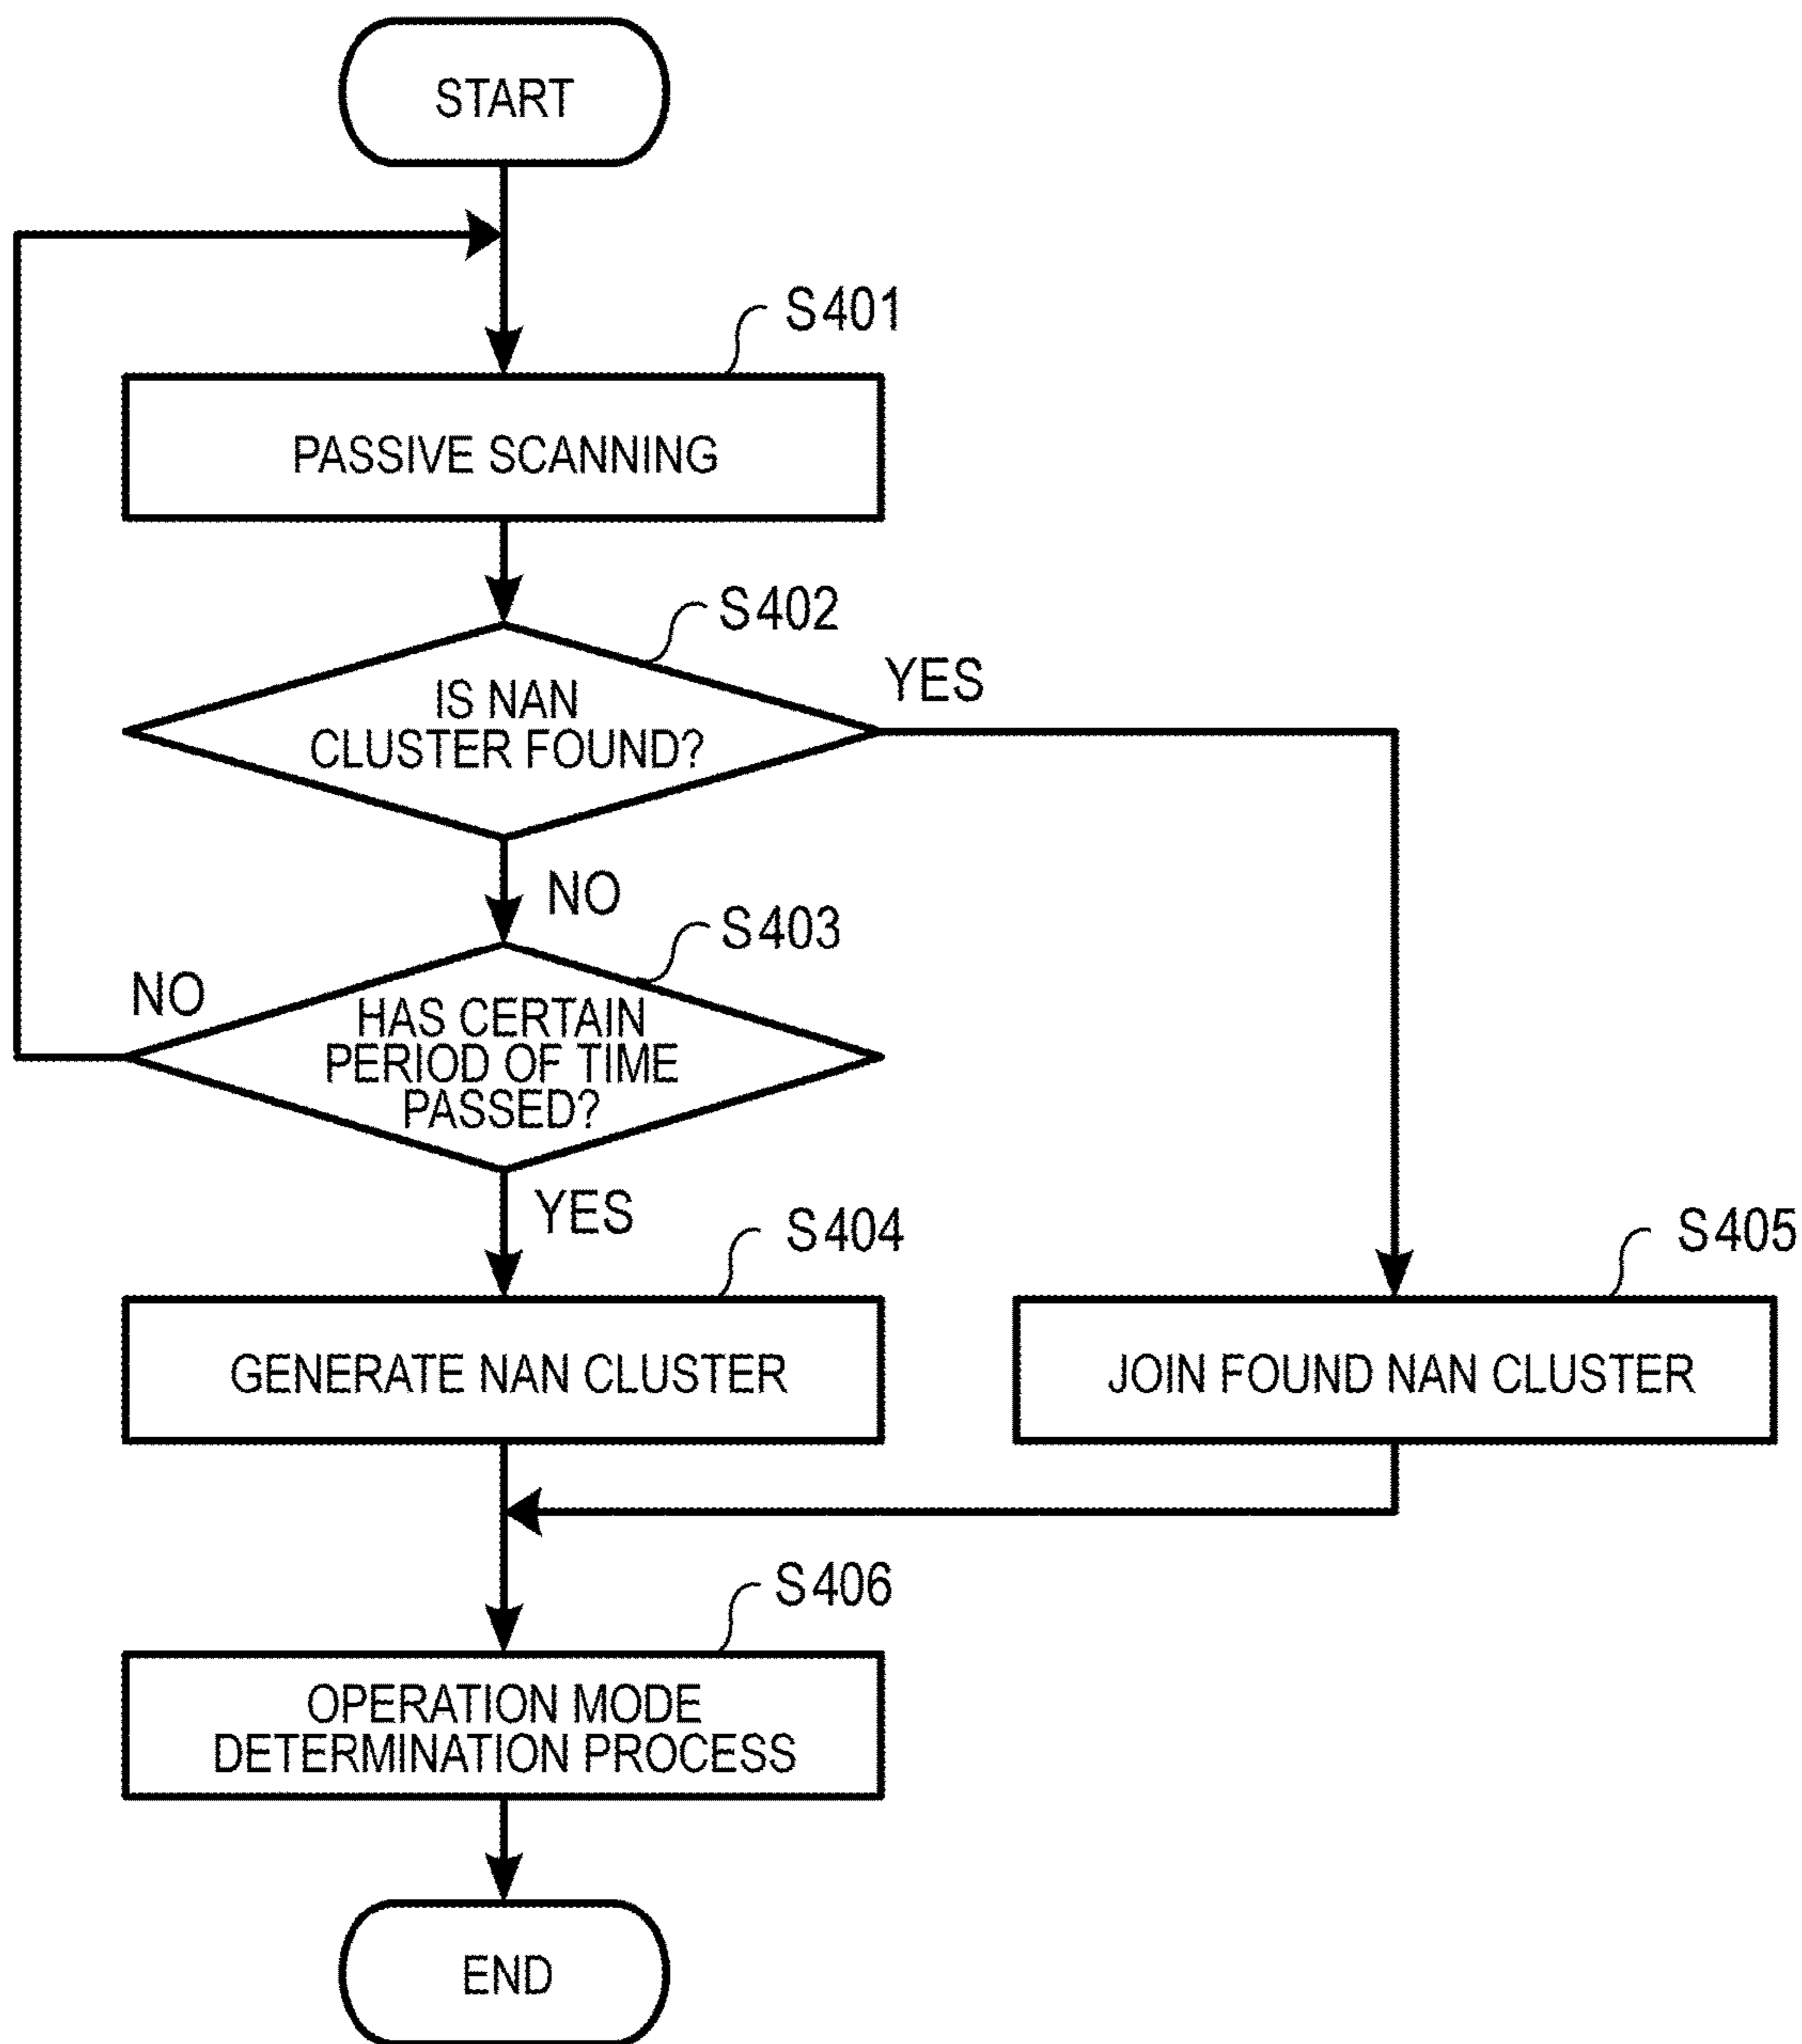 START
S401
PASSIVE SCANNING
S402
IS NAN
CLUSTER FOUND?
YES
NO
S403
NO
HAS CERTAIN
PERIOD OF TIME
PASSED?
YES
S404
GENERATE NAN CLUSTER
S405
JOIN FOUND NAN CLUSTER
S406
OPERATION MODE
DETERMINATION PROCESS
END